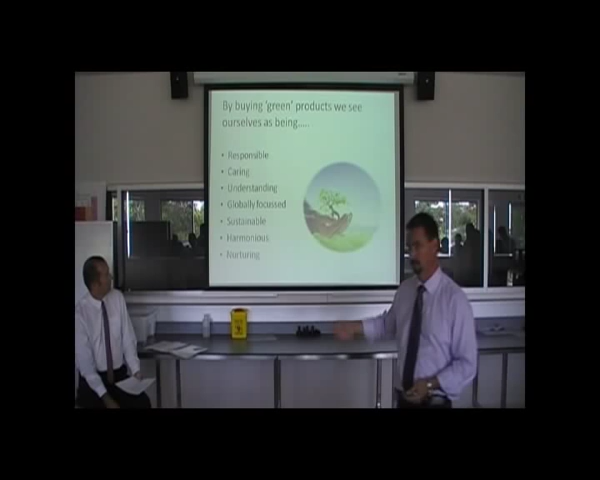 By buying 'green' products we see
ourselves as being....
• Responsible
• Caring
• Understanding
• Globally focussed
• Sustainable
• Harmonious
• Nurturing